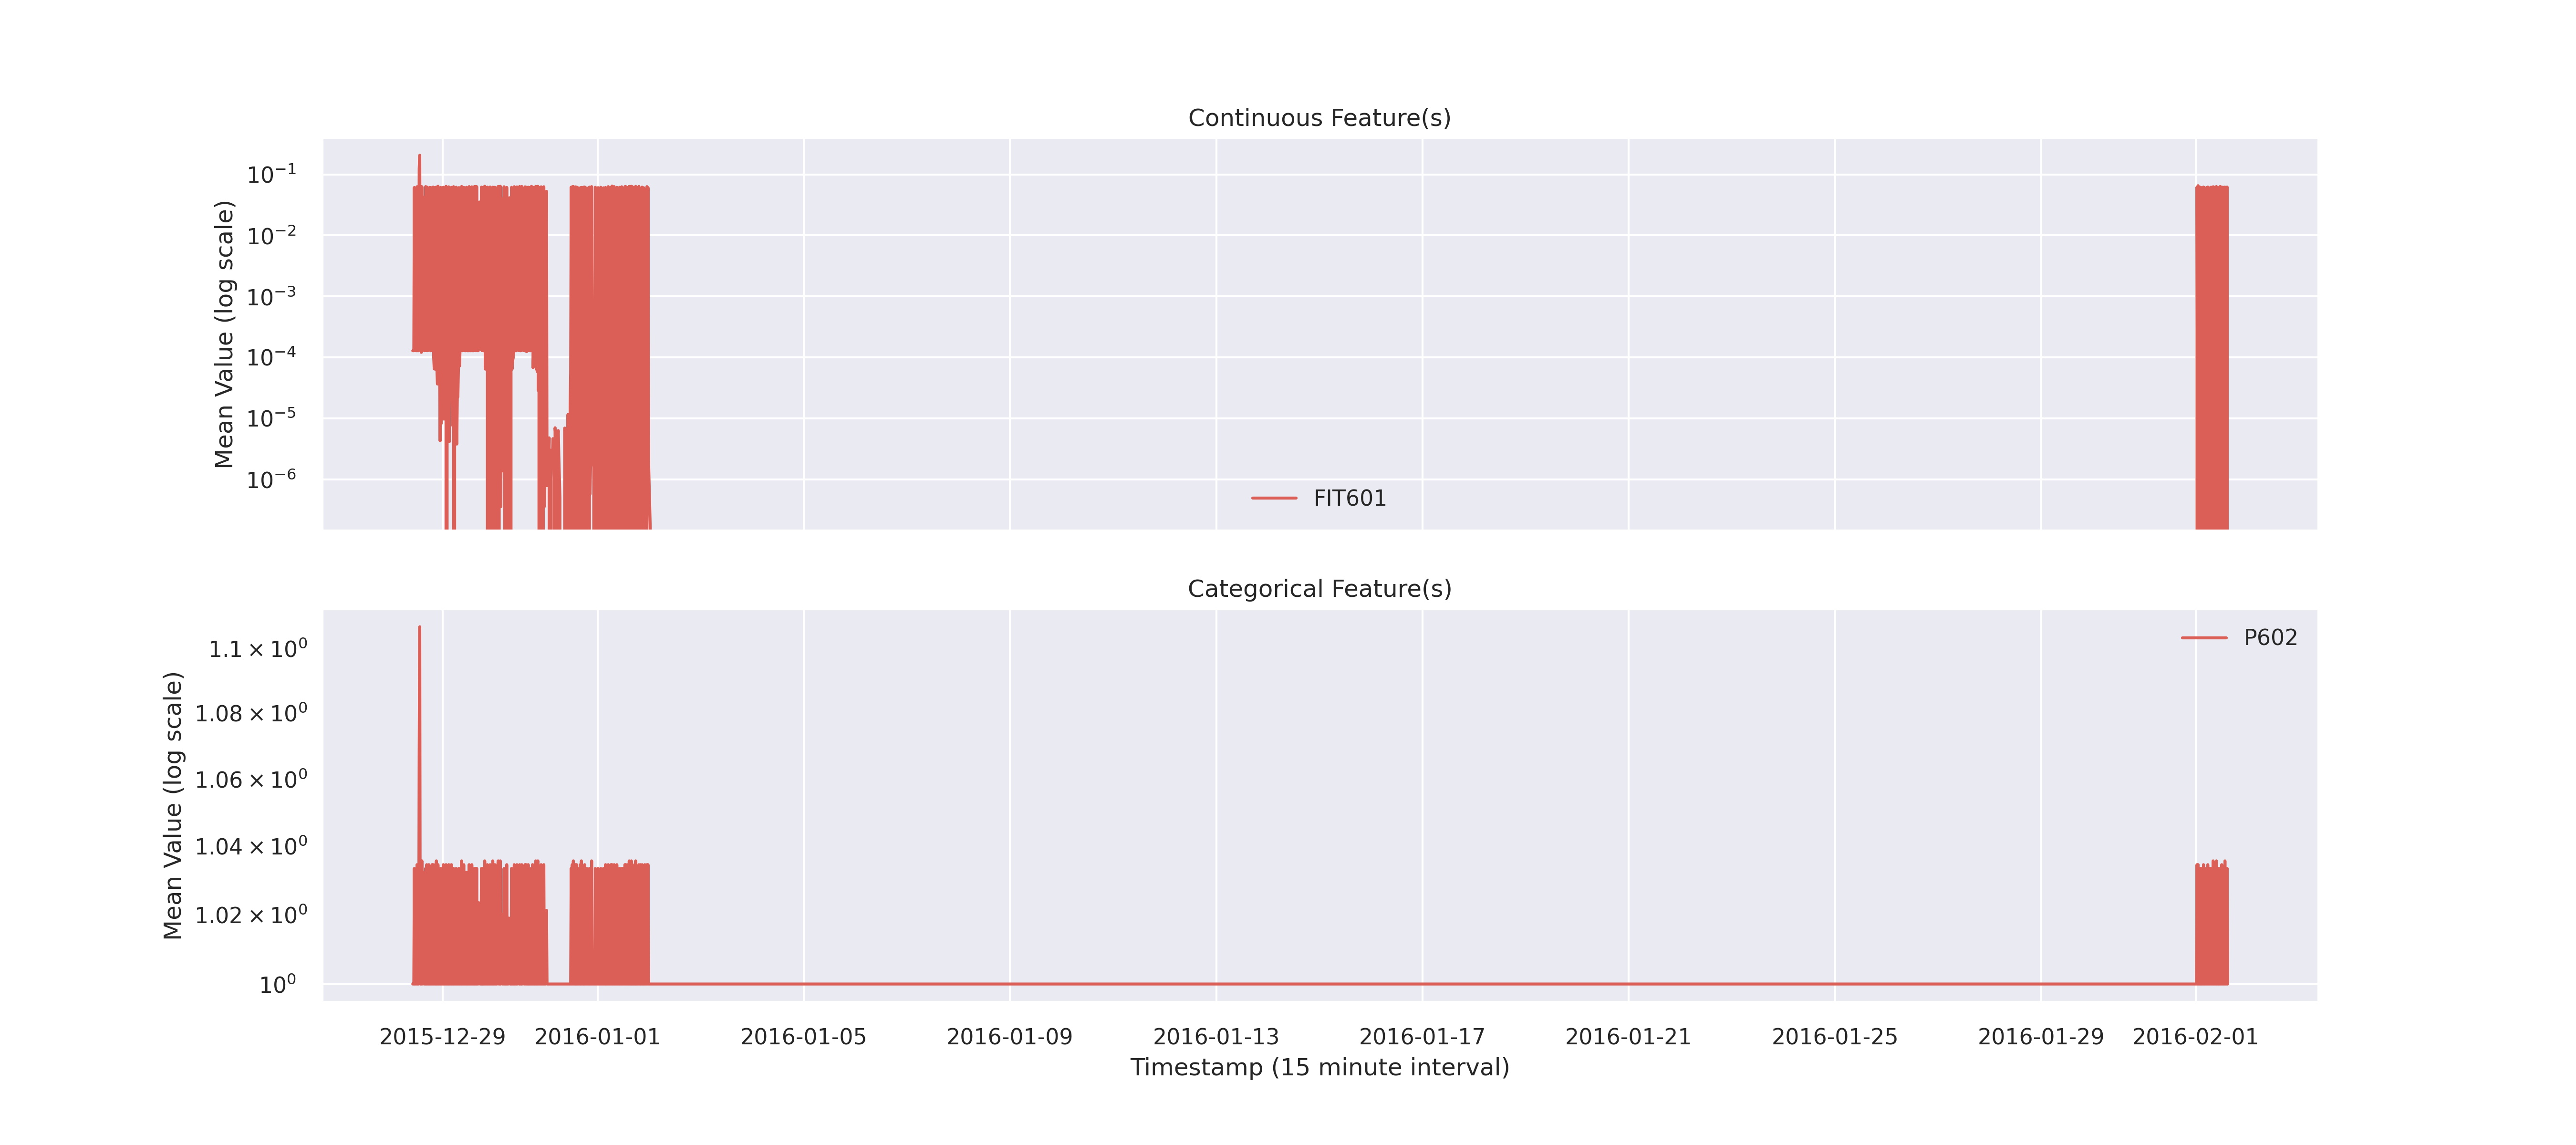 Continuous Feature(s)
Mean Value (log scale)
10⁻¹
10⁻²
10⁻³
10⁻⁴
10⁻⁵
10⁻⁶
FIT601
Categorical Feature(s)
Mean Value (log scale)
1.1 × 10⁰
1.08 × 10⁰
1.06 × 10⁰
1.04 × 10⁰
1.02 × 10⁰
10⁰
P602
2015-12-29 2016-01-01 2016-01-05 2016-01-09 2016-01-13 2016-01-17 2016-01-21 2016-01-25 2016-01-29 2016-02-01
Timestamp (15 minute interval)